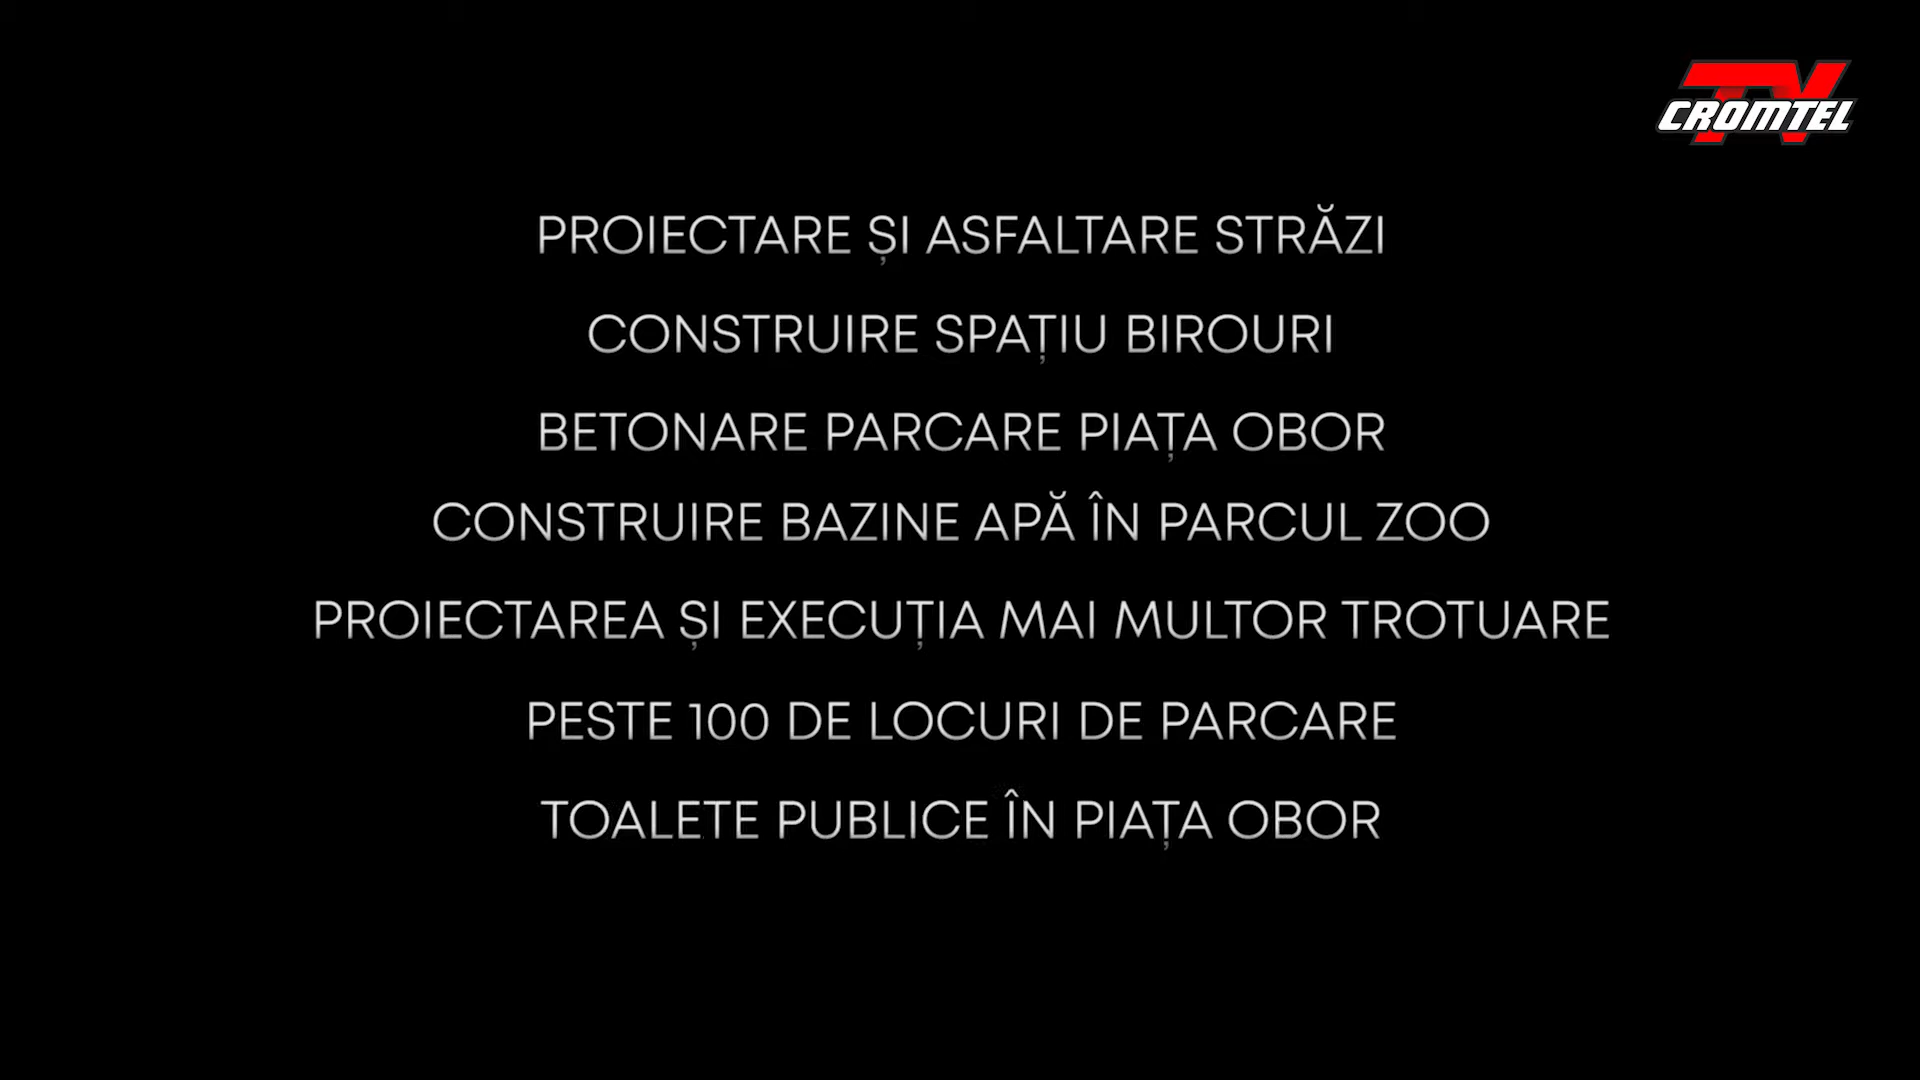 TV
CROMTEL
PROIECTARE ȘI ASFALTARE STRĂZI
CONSTRUIRE SPAȚIU BIROURI
BETONARE PARCARE PIAȚA OBOR
CONSTRUIRE BAZINE APĂ ÎN PARCUL ZOO
PROIECTAREA ȘI EXECUȚIA MAI MULTOR TROTUARE
PESTE 100 DE LOCURI DE PARCARE
TOALETE PUBLICE ÎN PIAȚA OBOR